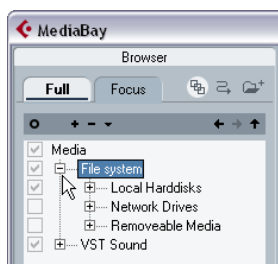 MediaBay
Browser
Full Focus
Media
File system
Local Harddisks
Network Drives
Removeable Media
VST Sound